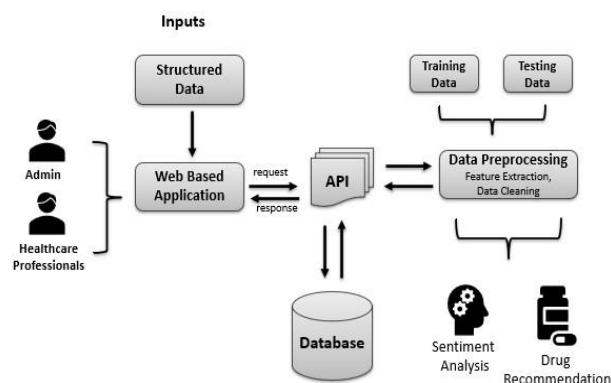 Inputs
Structured
Data
Training
Data
Testing
Data
Admin
Web Based
Application
request
response
API
Data Preprocessing
Feature Extraction,
Data Cleaning
Healthcare
Professionals
Database
Sentiment
Analysis
Drug
Recommendation